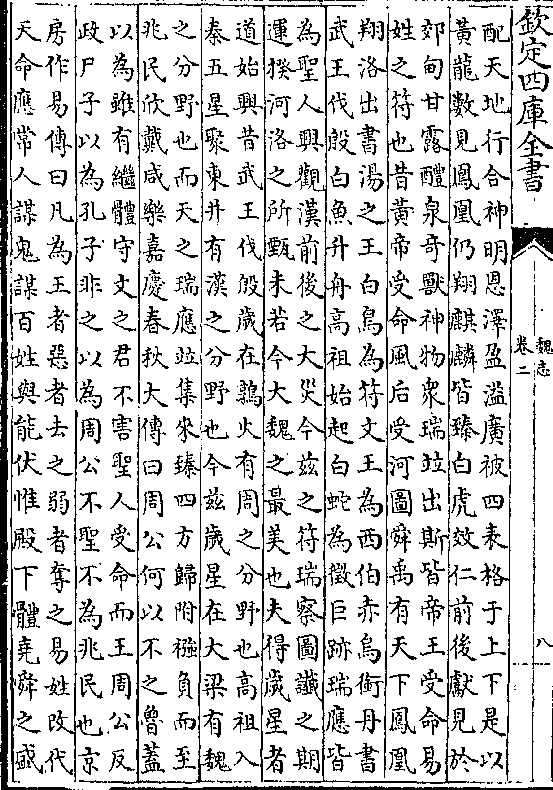 欽定四庫全書
魏志
卷二
八
配天地行合神明恩澤盈溢廣被四表格于上下是以
黃龍數見鳳凰仍翔麒麟皆臻白虎效仁前後獻見於
郊甸甘露醴泉奇獸神物衆瑞竝出斯皆帝王受命易
姓之符也昔黃帝受命風后受河圖舜禹有天下鳳凰
翔洛出書湯之王白鳥為符文王為西伯赤烏銜丹書
武王伐殷白魚升舟高祖始起白蛇為徵巨跡瑞應皆
為聖人興觀漢前後之大災今茲之符瑞察圖讖之期
運揆河洛之所甄未若今大魏之最美也夫得歲星者
道始興昔武王伐殷歲在鶉火有周之分野也高祖入
秦五星聚東井有漢之分野也今茲歲星在大梁有魏
之分野也而天之瑞應竝集來臻四方歸附襁負而至
兆民欣戴咸樂嘉慶春秋大傳曰周公何以不之魯蓋
以為雖有繼體守文之君不害聖人受命而王周公反
政尸子以為孔子非之以為周公不聖不為兆民也京
房作易傳曰凡為王者惡者去之弱者奪之易姓改代
天命應常人謀鬼謀百姓與能伏惟殿下體堯舜之盛